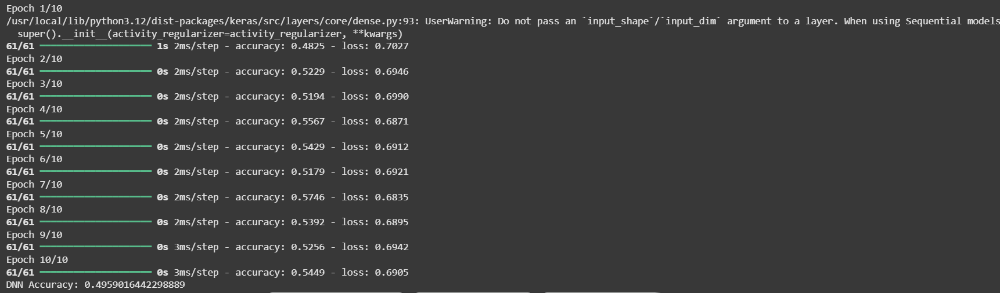 Epoch 1/10
/usr/local/lib/python3.12/dist-packages/keras/src/layers/core/dense.py:93: UserWarning: Do not pass an `input_shape`/`input_dim` argument to a layer. When using Sequential models
  super().__init__(activity_regularizer=activity_regularizer, **kwargs)
61/61 1s 2ms/step - accuracy: 0.4825 - loss: 0.7027
Epoch 2/10
61/61 0s 2ms/step - accuracy: 0.5229 - loss: 0.6946
Epoch 3/10
61/61 0s 2ms/step - accuracy: 0.5194 - loss: 0.6990
Epoch 4/10
61/61 0s 2ms/step - accuracy: 0.5567 - loss: 0.6871
Epoch 5/10
61/61 0s 2ms/step - accuracy: 0.5429 - loss: 0.6912
Epoch 6/10
61/61 0s 2ms/step - accuracy: 0.5179 - loss: 0.6921
Epoch 7/10
61/61 0s 2ms/step - accuracy: 0.5746 - loss: 0.6835
Epoch 8/10
61/61 0s 2ms/step - accuracy: 0.5392 - loss: 0.6895
Epoch 9/10
61/61 0s 3ms/step - accuracy: 0.5256 - loss: 0.6942
Epoch 10/10
61/61 0s 3ms/step - accuracy: 0.5449 - loss: 0.6905
DNN Accuracy: 0.4959016442298889